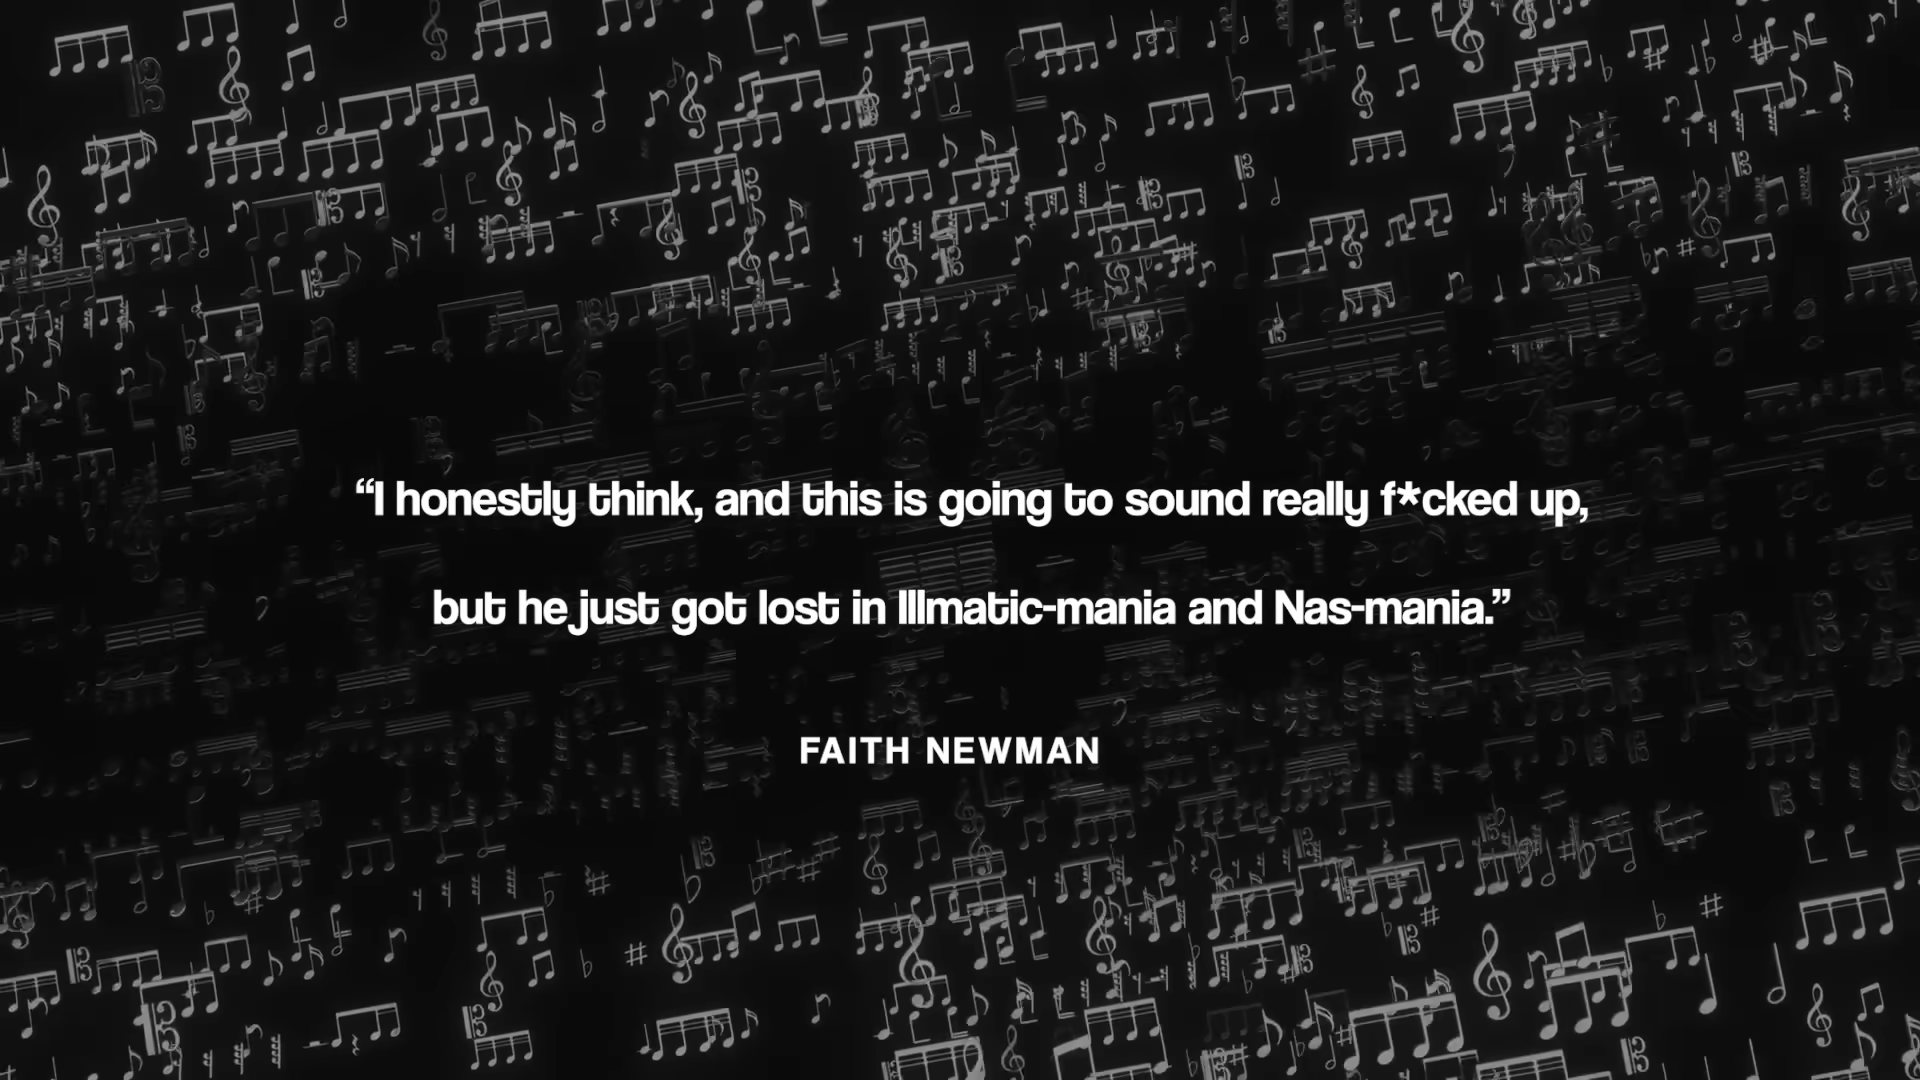 “I honestly think, and this is going to sound really f*cked up,
but he just got lost in Illmatic-mania and Nas-mania.”
FAITH NEWMAN